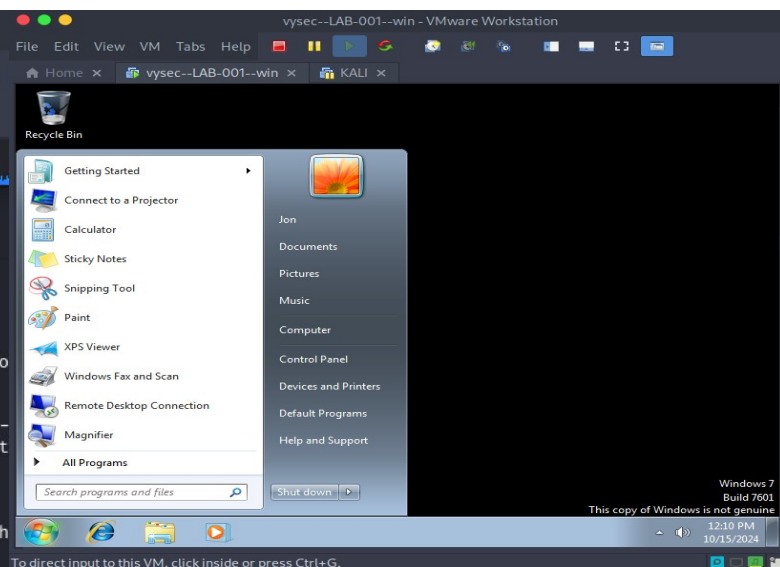 vysec--LAB-001--win - VMware Workstation
File Edit View VM Tabs Help
Home × vysec--LAB-001--win × KALI ×
Recycle Bin
Getting Started
Connect to a Projector
Calculator
Sticky Notes
Snipping Tool
Paint
XPS Viewer
Windows Fax and Scan
Remote Desktop Connection
Magnifier
All Programs
Search programs and files
Jon
Documents
Pictures
Music
Computer
Control Panel
Devices and Printers
Default Programs
Help and Support
Shut down
Windows 7
Build 7601
This copy of Windows is not genuine
12:10 PM
10/15/2024
To direct input to this VM, click inside or press Ctrl+G.